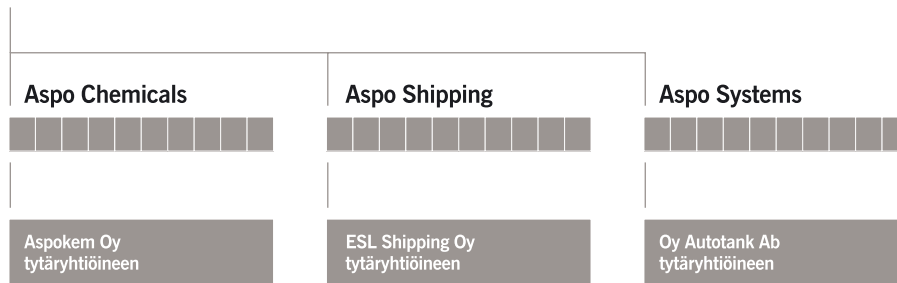 Aspo Chemicals
Aspo Shipping
Aspo Systems
Aspokem Oy
tytäryhtiöineen
ESL Shipping Oy
tytäryhtiöineen
Oy Autotank Ab
tytäryhtiöineen